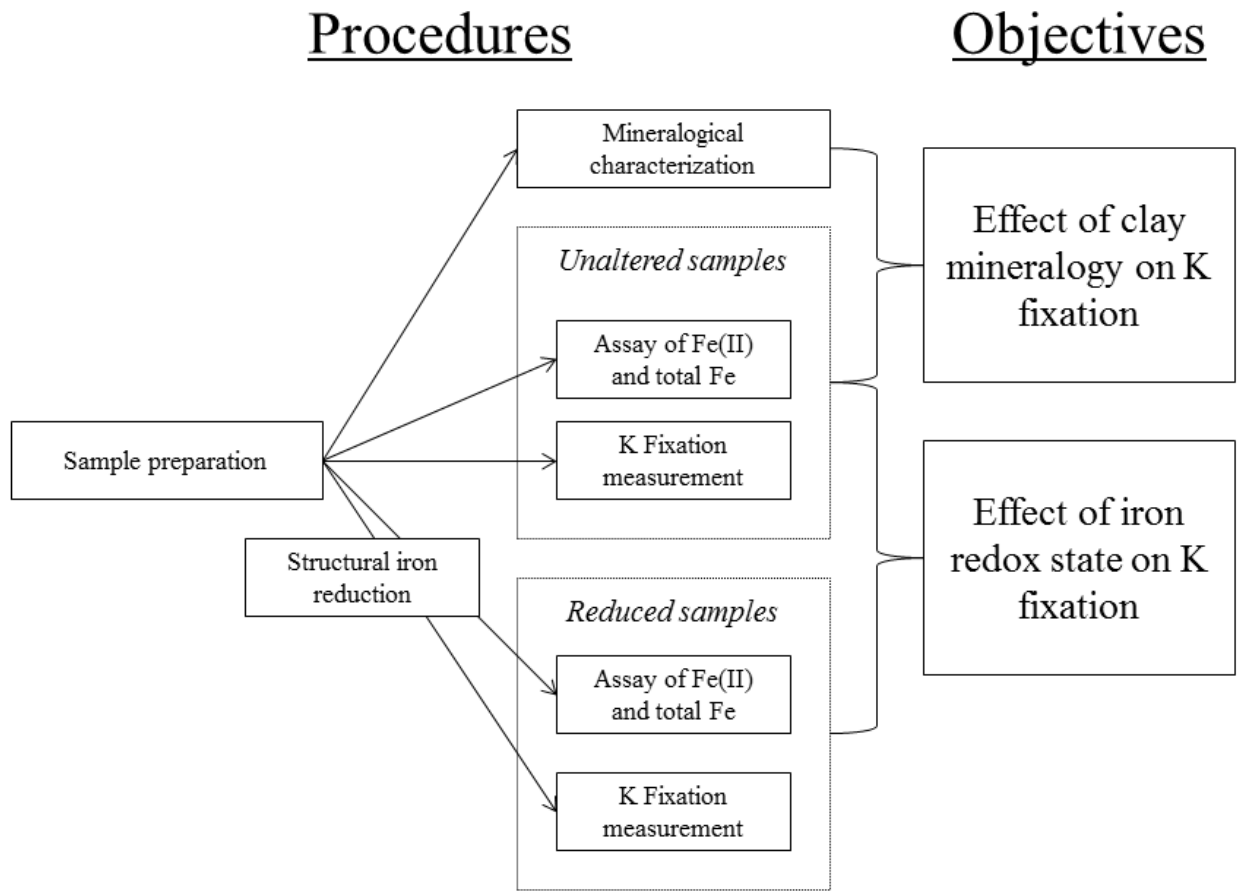 Procedures
Objectives
Mineralogical
characterization
Unaltered samples
Assay of Fe(II)
and total Fe
K Fixation
measurement
Sample preparation
Structural iron
reduction
Reduced samples
Assay of Fe(II)
and total Fe
K Fixation
measurement
Effect of clay
mineralogy on K
fixation
Effect of iron
redox state on K
fixation